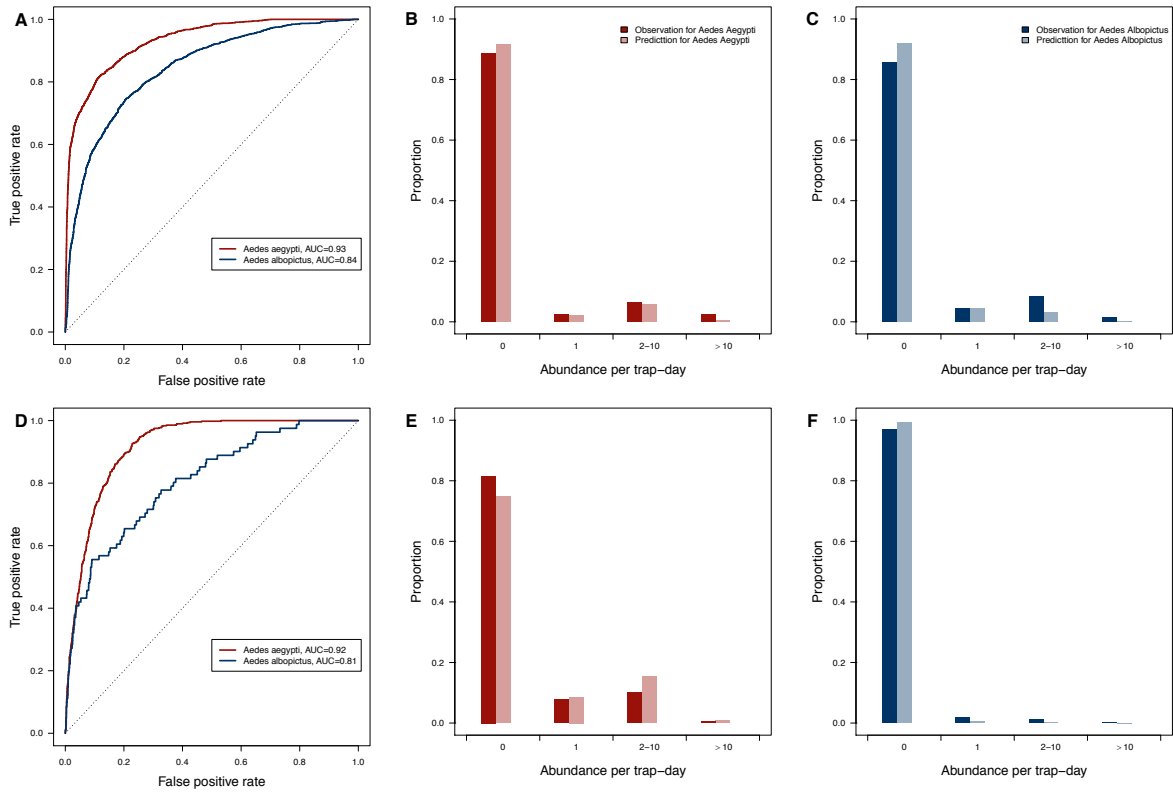 A
1.0
0.8
0.6
0.4
0.2
0.0
True positive rate
Aedes aegypti, AUC=0.93
Aedes albopictus, AUC=0.84
0.0 0.2 0.4 0.6 0.8 1.0
False positive rate
B
Observation for Aedes Aegypti
Predicttion for Aedes Aegypti
1.0
0.8
0.6
0.4
0.2
0.0
Proportion
0 1 2−10 >10
Abundance per trap−day
C
Observation for Aedes Albopictus
Predicttion for Aedes Albopictus
1.0
0.8
0.6
0.4
0.2
0.0
Proportion
0 1 2−10 >10
Abundance per trap−day
D
1.0
0.8
0.6
0.4
0.2
0.0
True positive rate
Aedes aegypti, AUC=0.92
Aedes albopictus, AUC=0.81
0.0 0.2 0.4 0.6 0.8 1.0
False positive rate
E
1.0
0.8
0.6
0.4
0.2
0.0
Proportion
0 1 2−10 >10
Abundance per trap−day
F
1.0
0.8
0.6
0.4
0.2
0.0
Proportion
0 1 2−10 >10
Abundance per trap−day